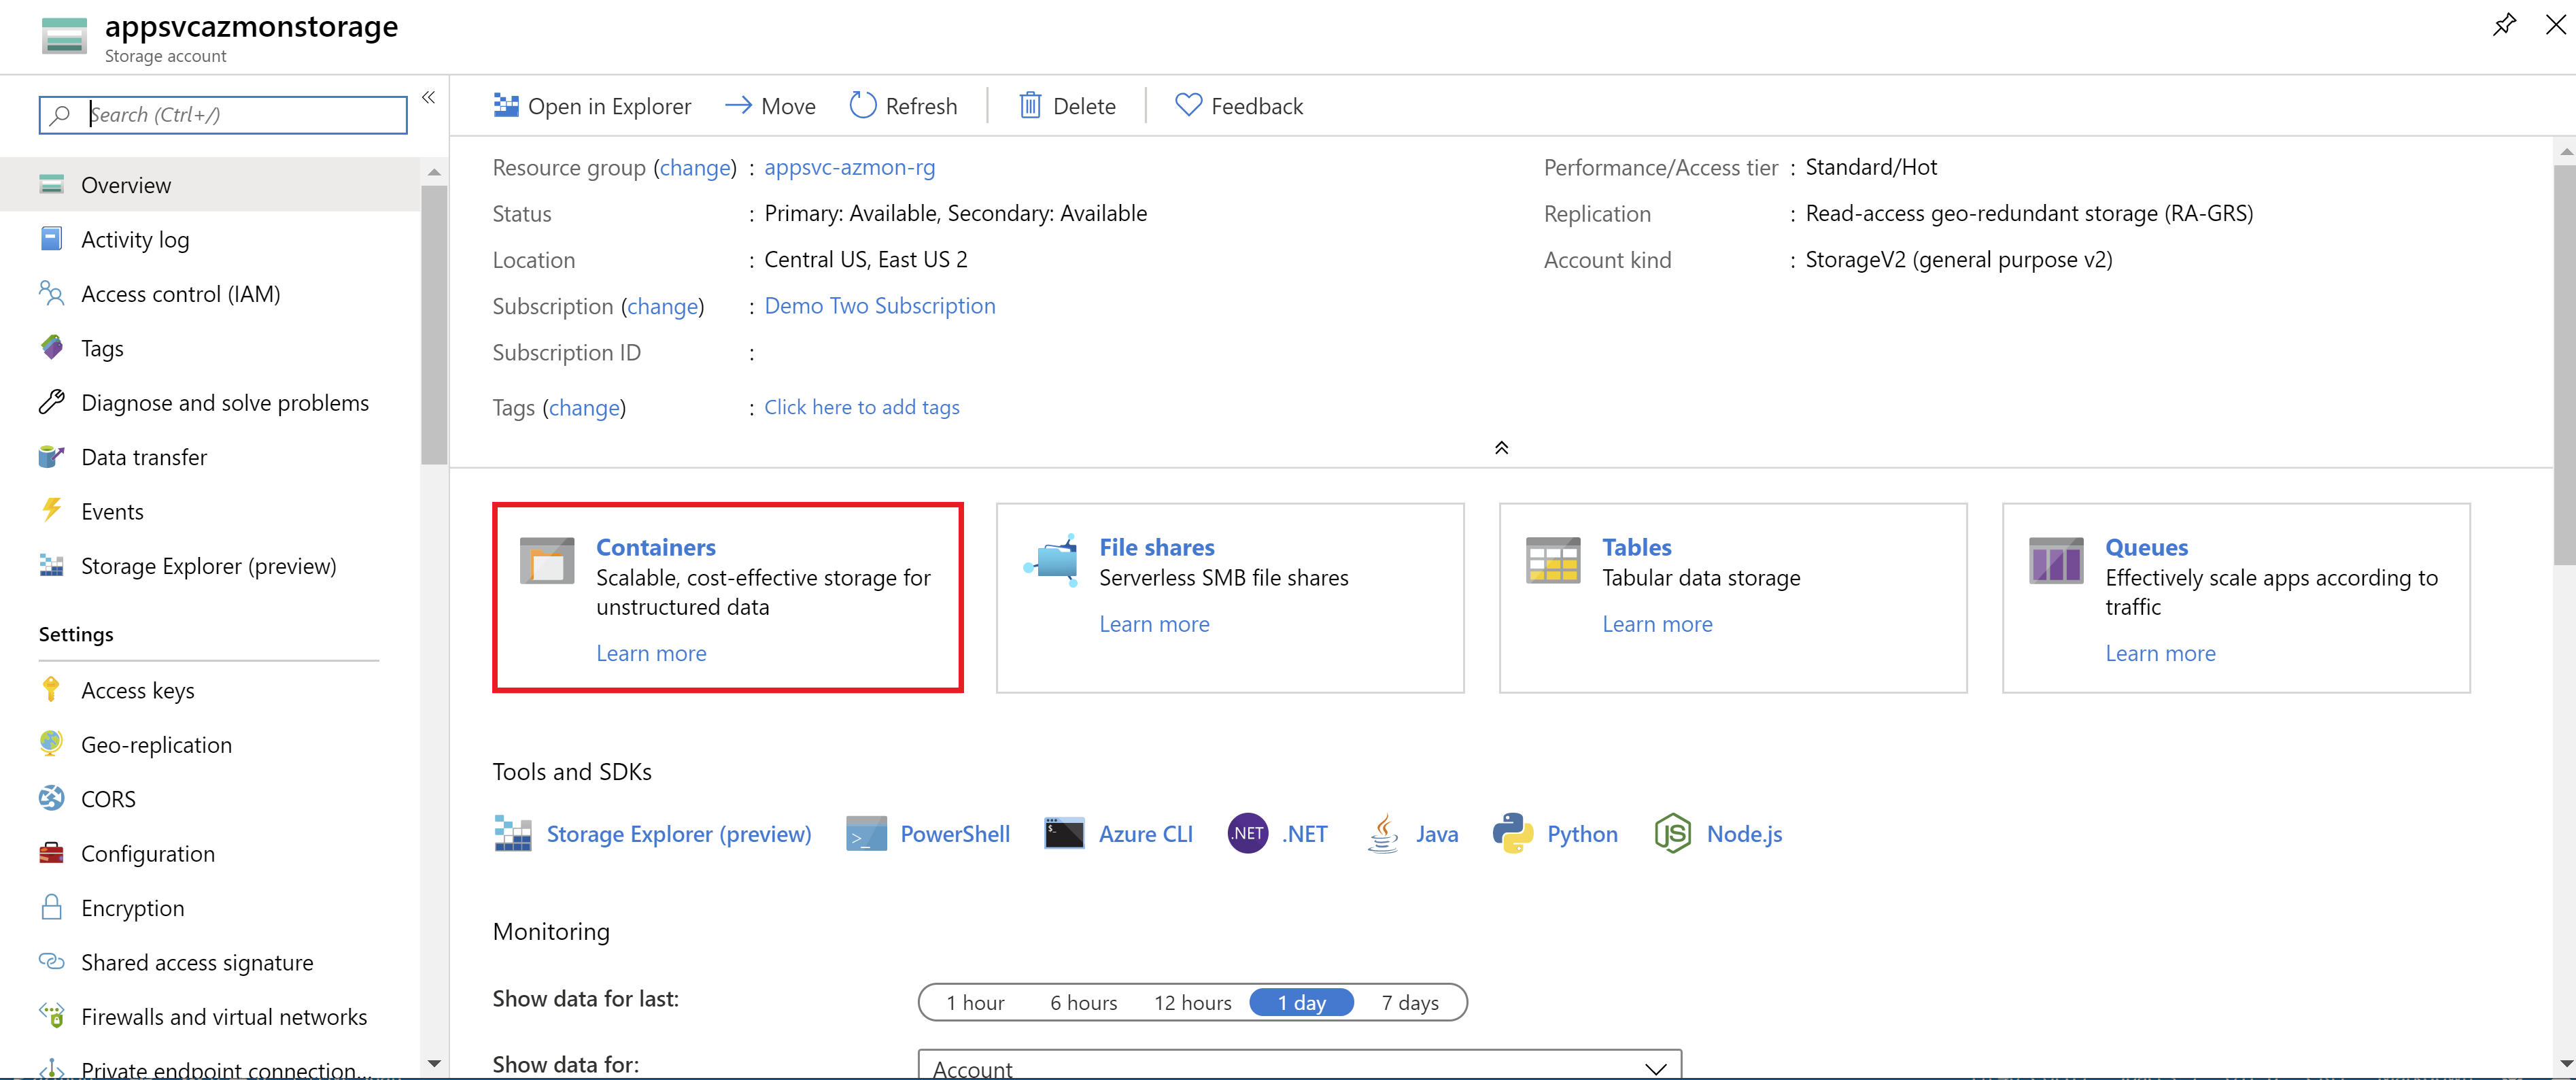 appsvcazmonstorage
Storage account
Search (Ctrl+/)
«
Overview
Activity log
Access control (IAM)
Tags
Diagnose and solve problems
Data transfer
Events
Storage Explorer (preview)
Settings
Access keys
Geo-replication
CORS
Configuration
Encryption
Shared access signature
Firewalls and virtual networks
Private endpoint connection...
Open in Explorer Move Refresh Delete Feedback
Resource group (change) : appsvc-azmon-rg
Status : Primary: Available, Secondary: Available
Location : Central US, East US 2
Subscription (change) : Demo Two Subscription
Subscription ID :
Tags (change) : Click here to add tags
Performance/Access tier : Standard/Hot
Replication : Read-access geo-redundant storage (RA-GRS)
Account kind : StorageV2 (general purpose v2)
Containers
Scalable, cost-effective storage for
unstructured data
Learn more
File shares
Serverless SMB file shares
Learn more
Tables
Tabular data storage
Learn more
Queues
Effectively scale apps according to
traffic
Learn more
Tools and SDKs
Storage Explorer (preview) PowerShell Azure CLI .NET .NET Java Python JS Node.js
Monitoring
Show data for last: 1 hour 6 hours 12 hours 1 day 7 days
Show data for: Account